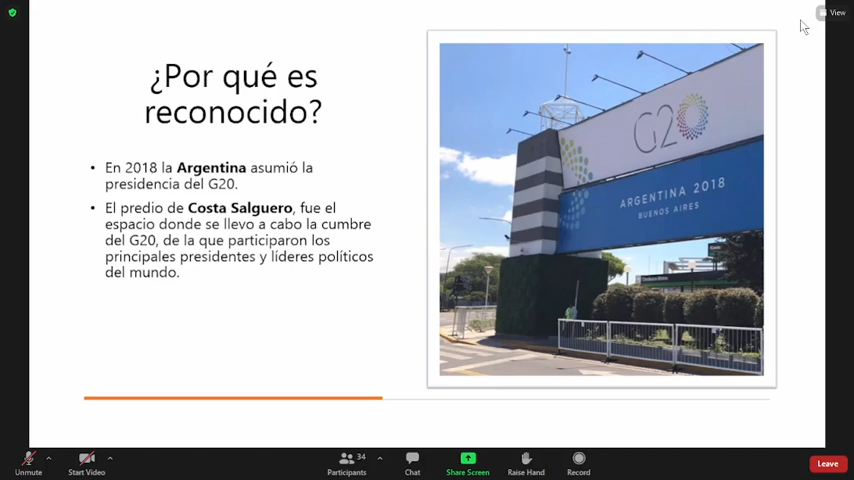 View
¿Por qué es
reconocido?
• En 2018 la Argentina asumió la
presidencia del G20.
• El predio de Costa Salguero, fue el
espacio donde se llevo a cabo la cumbre
del G20, de la que participaron los
principales presidentes y líderes políticos
del mundo.
G20
ARGENTINA 2018
BUENOS AIRES
Unmute
Start Video
34
Participants
Chat
Share Screen
Raise Hand
Record
Leave